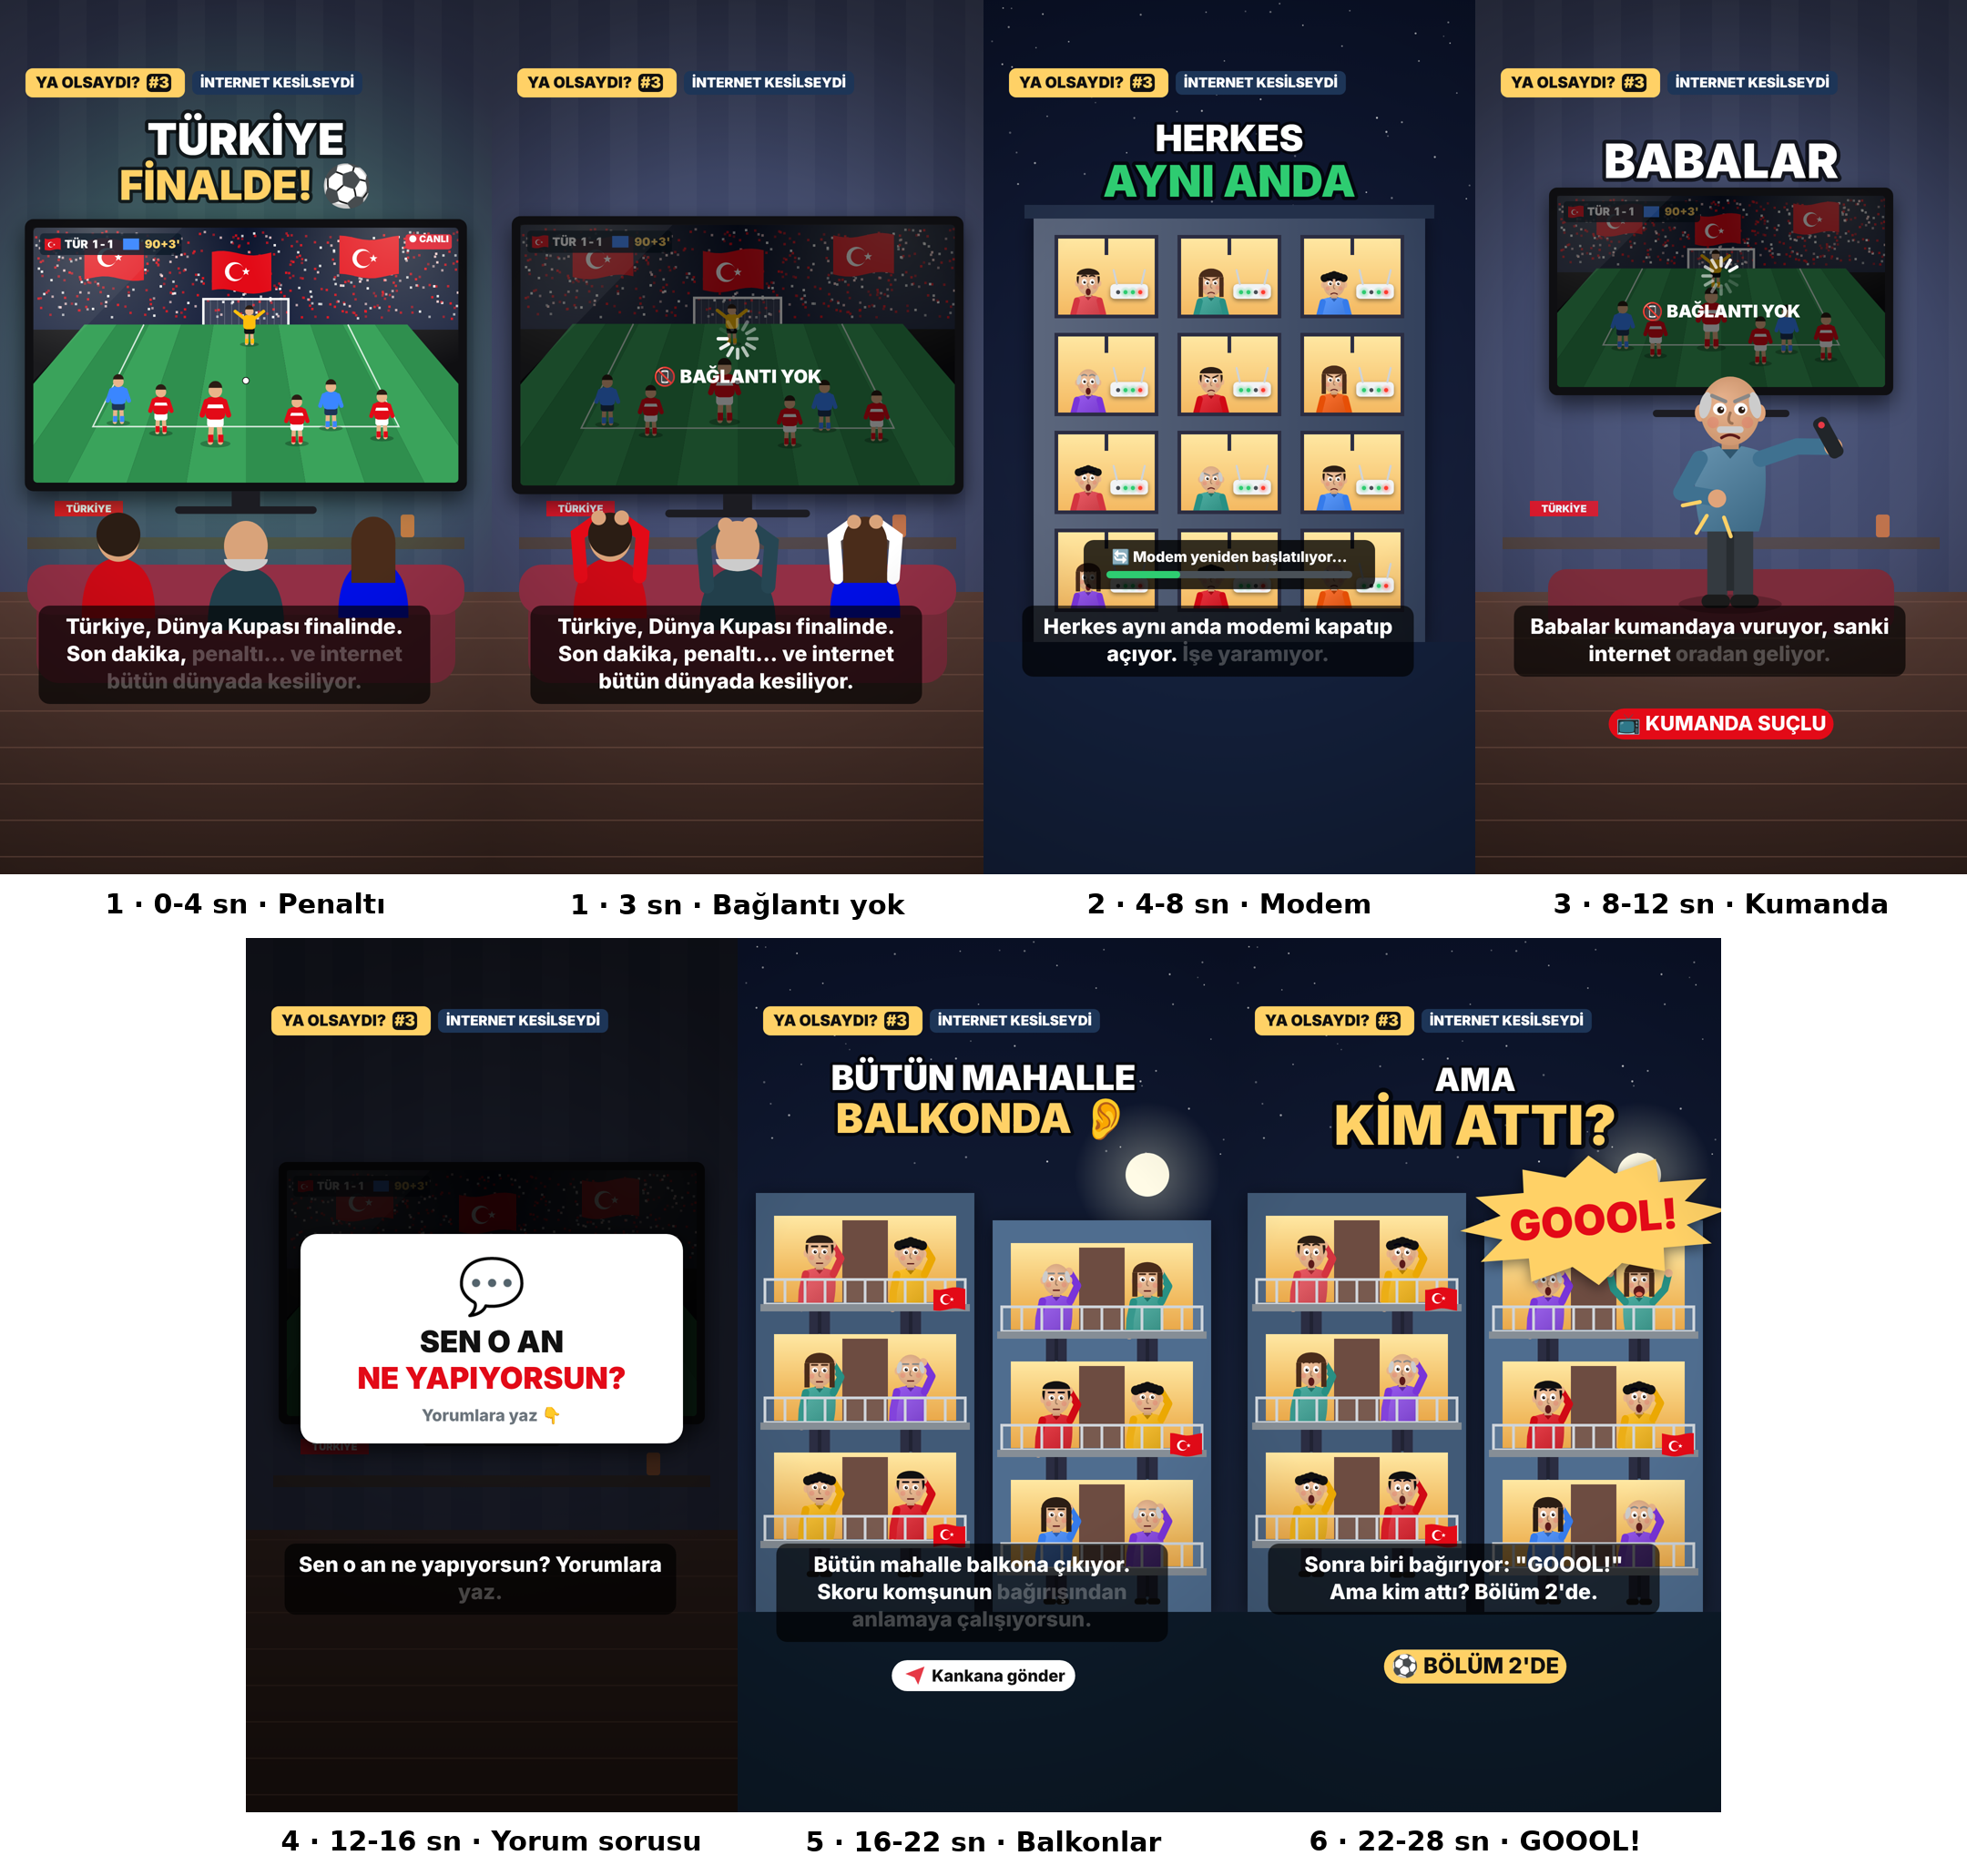 YA OLSAYDI? #3 İNTERNET KESİLSEYDİ
TÜRKİYE
FİNALDE! ⚽
TÜR 1-1 90+3'
CANLI
TÜRKİYE
Türkiye, Dünya Kupası finalinde.
Son dakika, penaltı... ve internet
bütün dünyada kesiliyor.
1 · 0-4 sn · Penaltı
YA OLSAYDI? #3 İNTERNET KESİLSEYDİ
TÜR 1-1 90+3'
📵 BAĞLANTI YOK
TÜRKİYE
Türkiye, Dünya Kupası finalinde.
Son dakika, penaltı... ve internet
bütün dünyada kesiliyor.
1 · 3 sn · Bağlantı yok
YA OLSAYDI? #3 İNTERNET KESİLSEYDİ
HERKES
AYNI ANDA
🔄 Modem yeniden başlatılıyor...
Herkes aynı anda modemi kapatıp
açıyor. İşe yaramıyor.
2 · 4-8 sn · Modem
YA OLSAYDI? #3 İNTERNET KESİLSEYDİ
BABALAR
TÜR 1-1 90+3'
📵 BAĞLANTI YOK
TÜRKİYE
Babalar kumandaya vuruyor, sanki
internet oradan geliyor.
📺 KUMANDA SUÇLU
3 · 8-12 sn · Kumanda
YA OLSAYDI? #3 İNTERNET KESİLSEYDİ
TÜR 1-1 90+3'
💬
SEN O AN
NE YAPIYORSUN?
Yorumlara yaz 👇
TÜRKİYE
Sen o an ne yapıyorsun? Yorumlara
yaz.
4 · 12-16 sn · Yorum sorusu
YA OLSAYDI? #3 İNTERNET KESİLSEYDİ
BÜTÜN MAHALLE
BALKONDA 👂
Bütün mahalle balkona çıkıyor.
Skoru komşunun bağırışından
anlamaya çalışıyorsun.
Kankana gönder
5 · 16-22 sn · Balkonlar
YA OLSAYDI? #3 İNTERNET KESİLSEYDİ
AMA
KİM ATTI?
GOOOL!
Sonra biri bağırıyor: "GOOOL!"
Ama kim attı? Bölüm 2'de.
⚽ BÖLÜM 2'DE
6 · 22-28 sn · GOOOL!